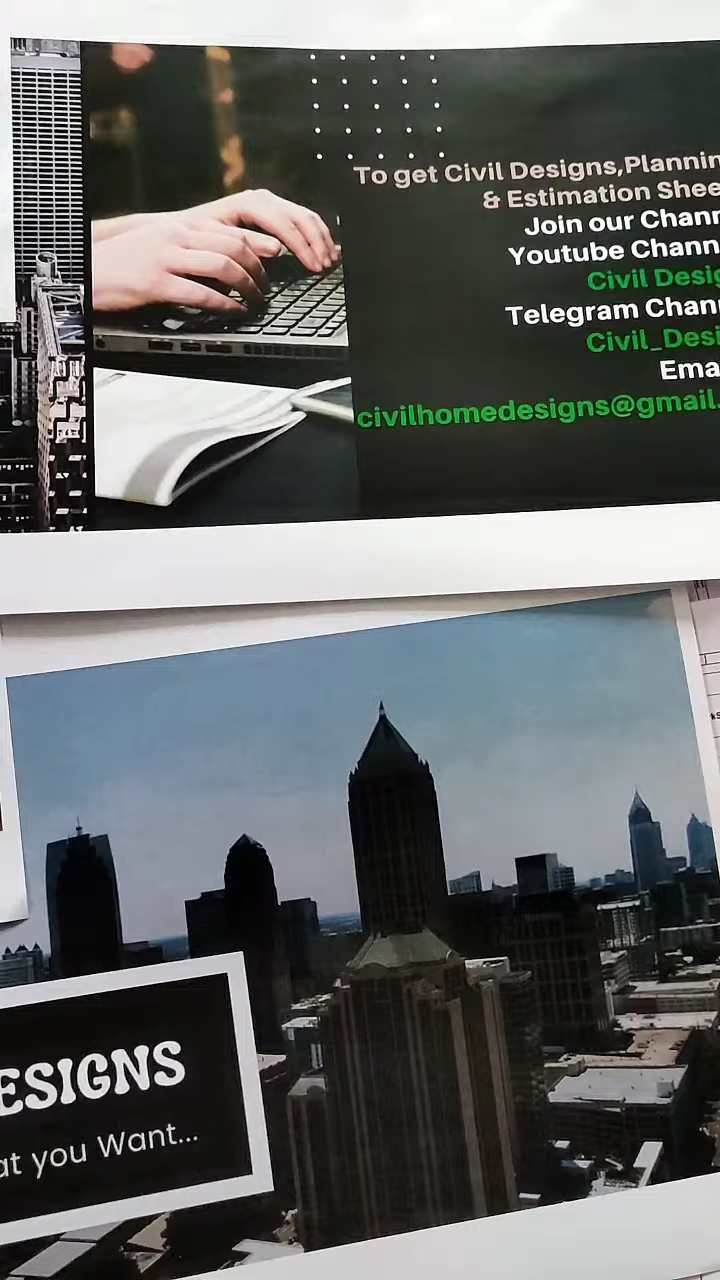 To get Civil Designs,Plannin
& Estimation Shee
Join our Chann
Youtube Chann
Civil Desig
Telegram Chan
Civil_Desi
Ema
civilhomedesigns@gmail.
ESIGNS
at you Want...